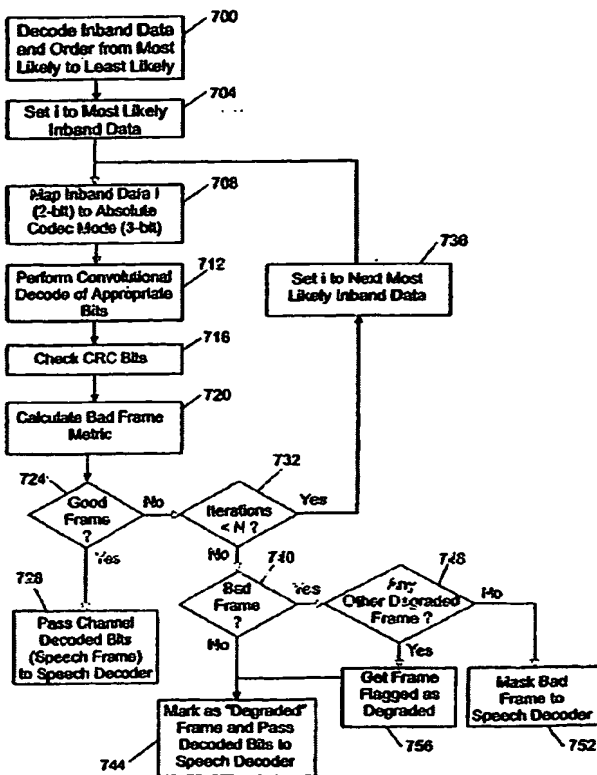 700
Decode Inband Data
and Order from Most
Likely to Least Likely
704
Set i to Most Likely
Inband Data
708
Map Inband Data i
(2-bit) to Absolute
Codec Mode (3-bit)
736
Set i to Next Most
Likely Inband Data
712
Perform Convolutional
Decode of Appropriate
Bits
716
Check CRC Bits
720
Calculate Bad Frame
Metric
724
Good
Frame
?
No
Yes
732
Iterations
< N ?
Yes
No
728
Pass Channel
Decoded Bits
(Speech Frame)
to Speech Decoder
740
Bad
Frame
?
Yes
No
748
Any
Other Degraded
Frame ?
No
Yes
Mark as "Degraded"
Frame and Pass
Decoded Bits to
Speech Decoder
744
Get Frame
Flagged as
Degraded
756
Mask Bad
Frame to
Speech Decoder
752